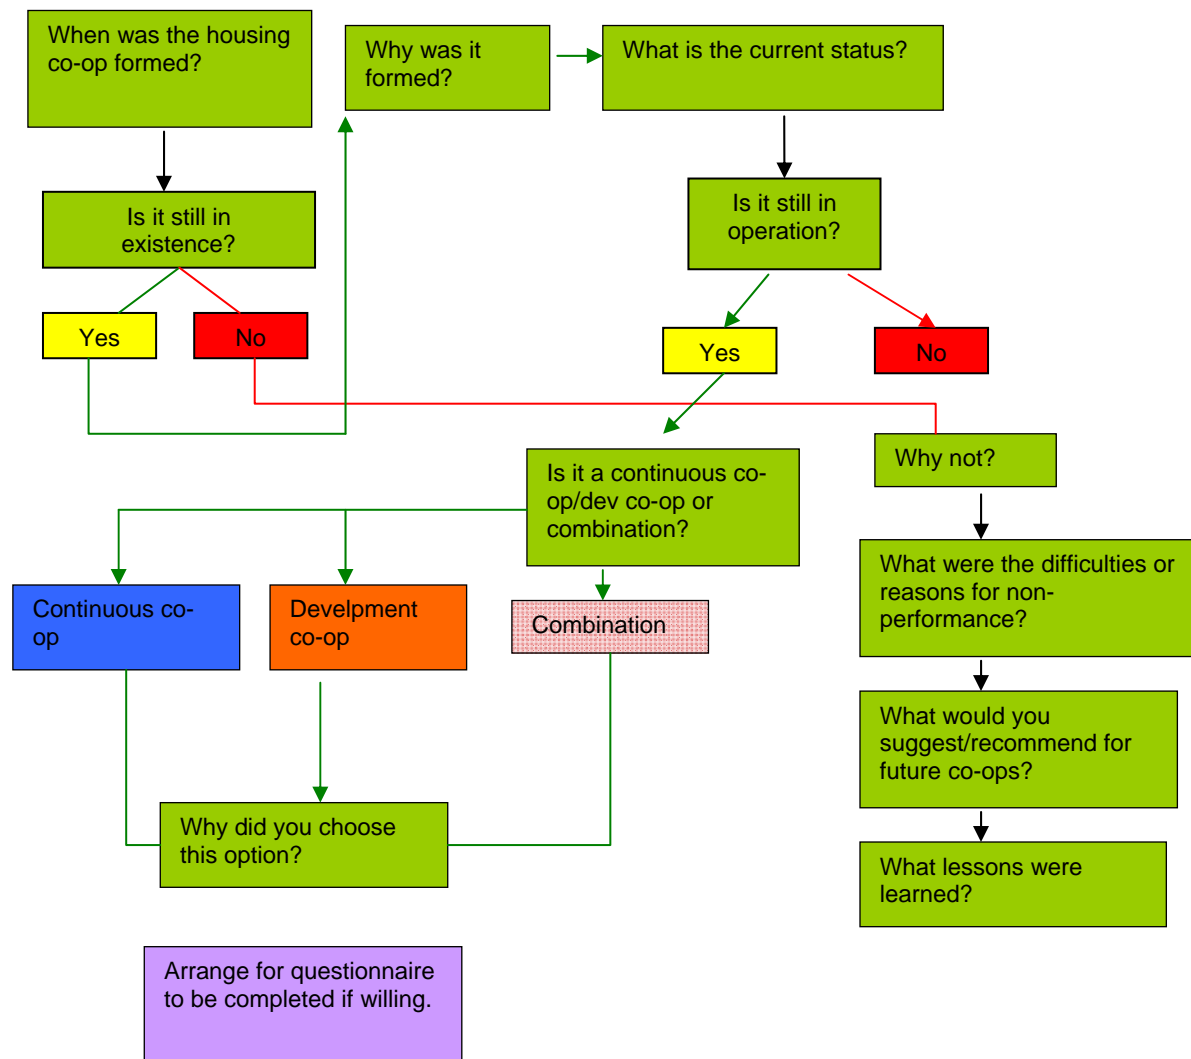 When was the housing
co-op formed?
Why was it
formed?
What is the current status?
Is it still in
existence?
Is it still in
operation?
Yes
No
Yes
No
Why not?
Is it a continuous co-
op/dev co-op or
combination?
What were the difficulties or
reasons for non-
performance?
Continuous co-
op
Develpment
co-op
Combination
What would you
suggest/recommend for
future co-ops?
Why did you choose
this option?
What lessons were
learned?
Arrange for questionnaire
to be completed if willing.